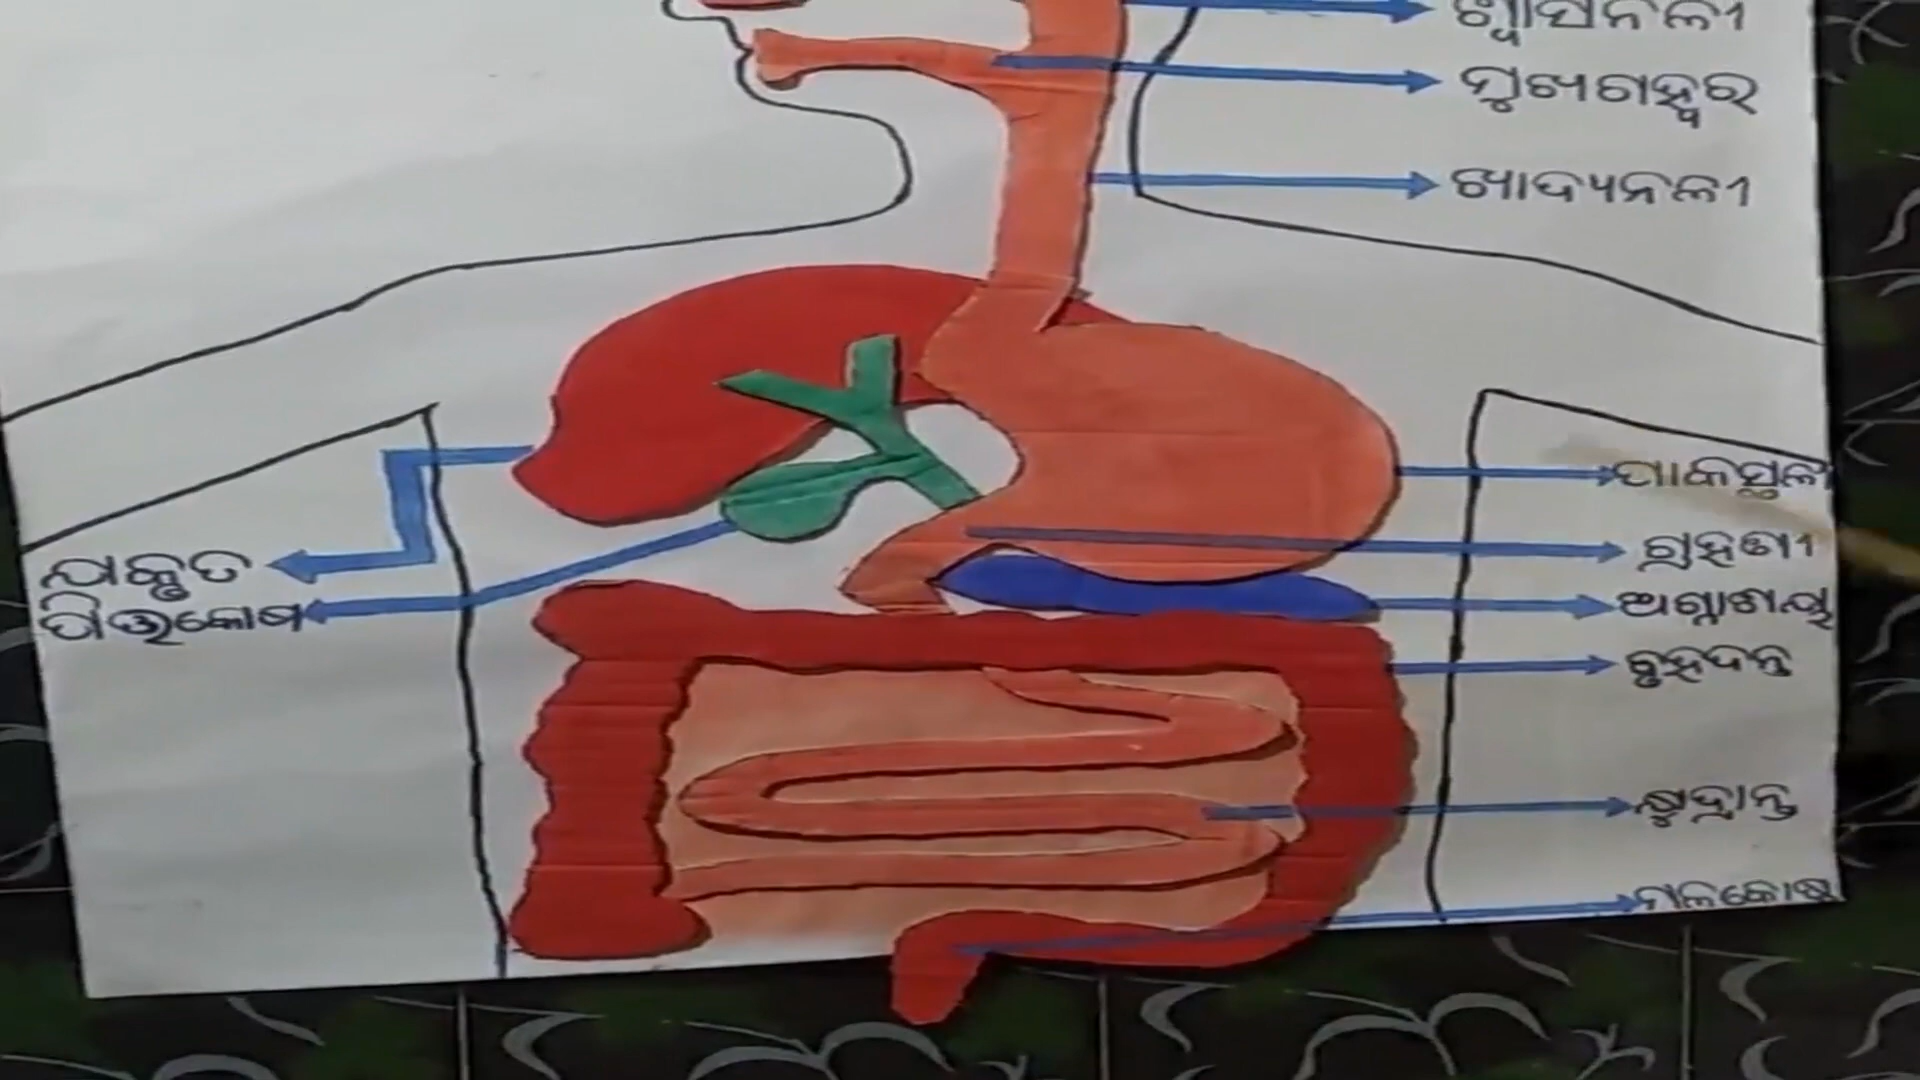 ଶ୍ୱାସନଳୀ
ମୁଖଗହ୍ୱର
ଖାଦ୍ୟନଳୀ
ପାକସ୍ଥଳୀ
ଗ୍ରହଣୀ
ଅଗ୍ନାଶୟ
ବୃହଦନ୍ତ
କ୍ଷୁଦ୍ରାନ୍ତ
ମଳକୋଷ
ଯକୃତ
ପିତ୍ତକୋଷ